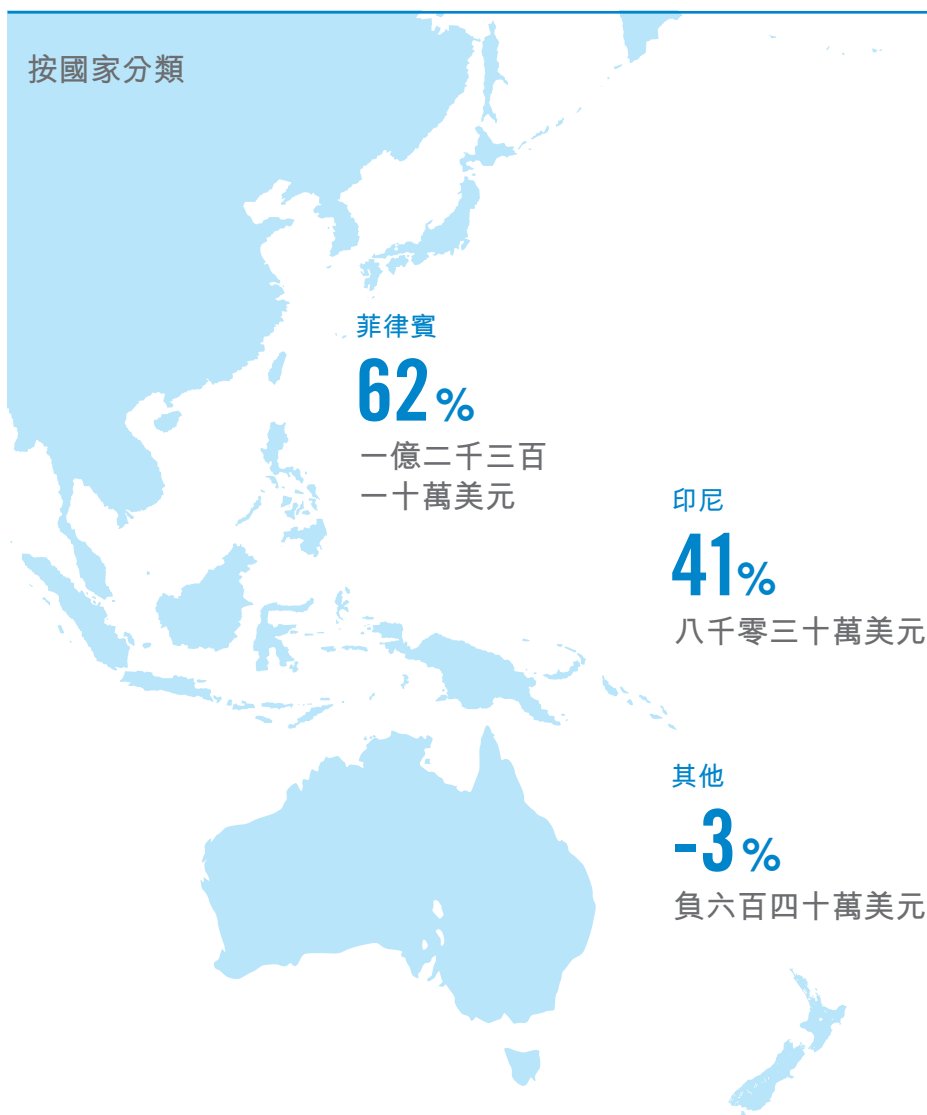 按國家分類
菲律賓
62%
一億二千三百
一十萬美元
印尼
41%
八千零三十萬美元
其他
-3%
負六百四十萬美元